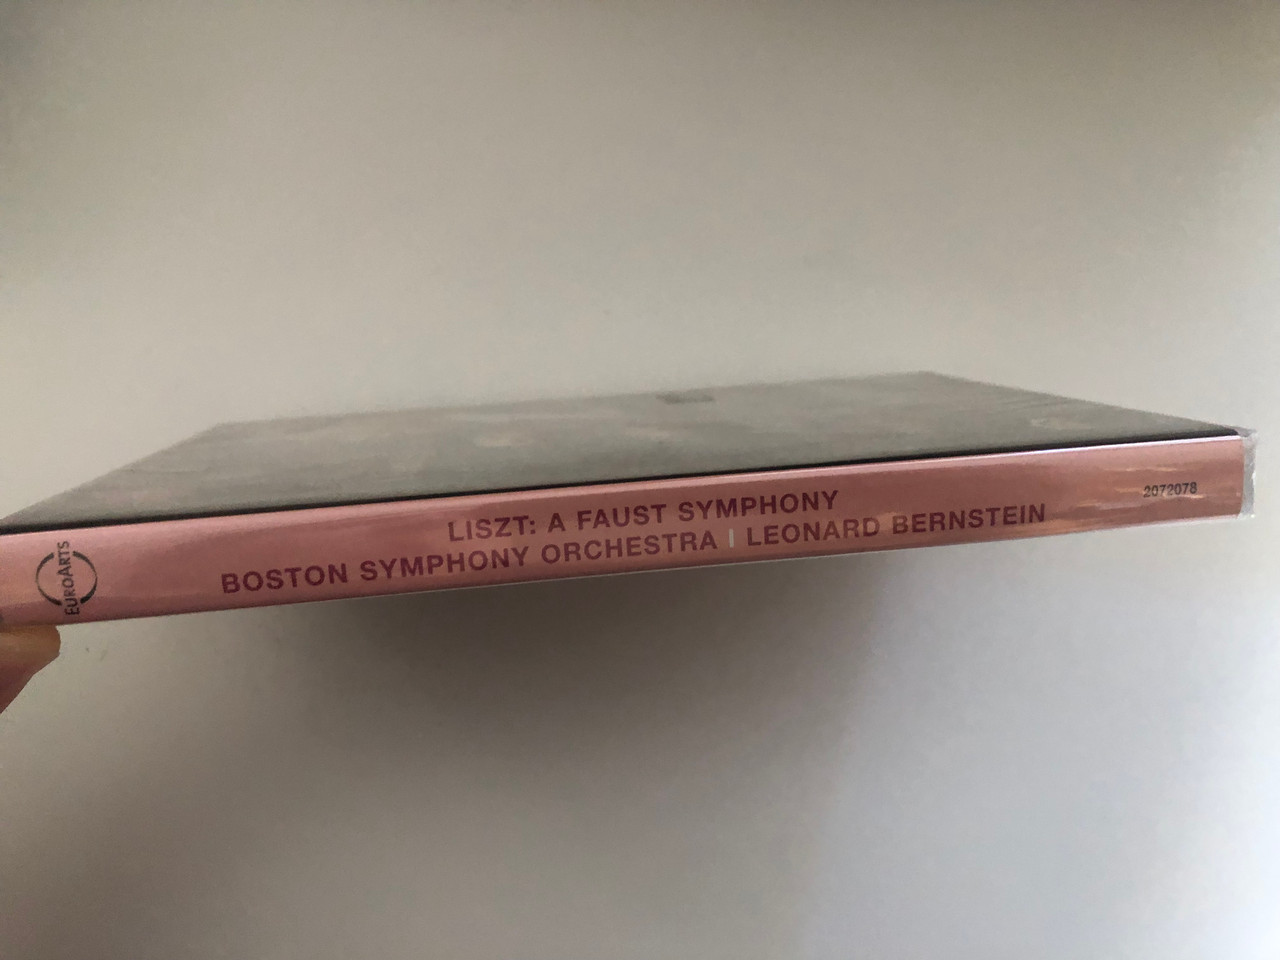 EUROARTS
LISZT: A FAUST SYMPHONY
BOSTON SYMPHONY ORCHESTRA | LEONARD BERNSTEIN
2072078